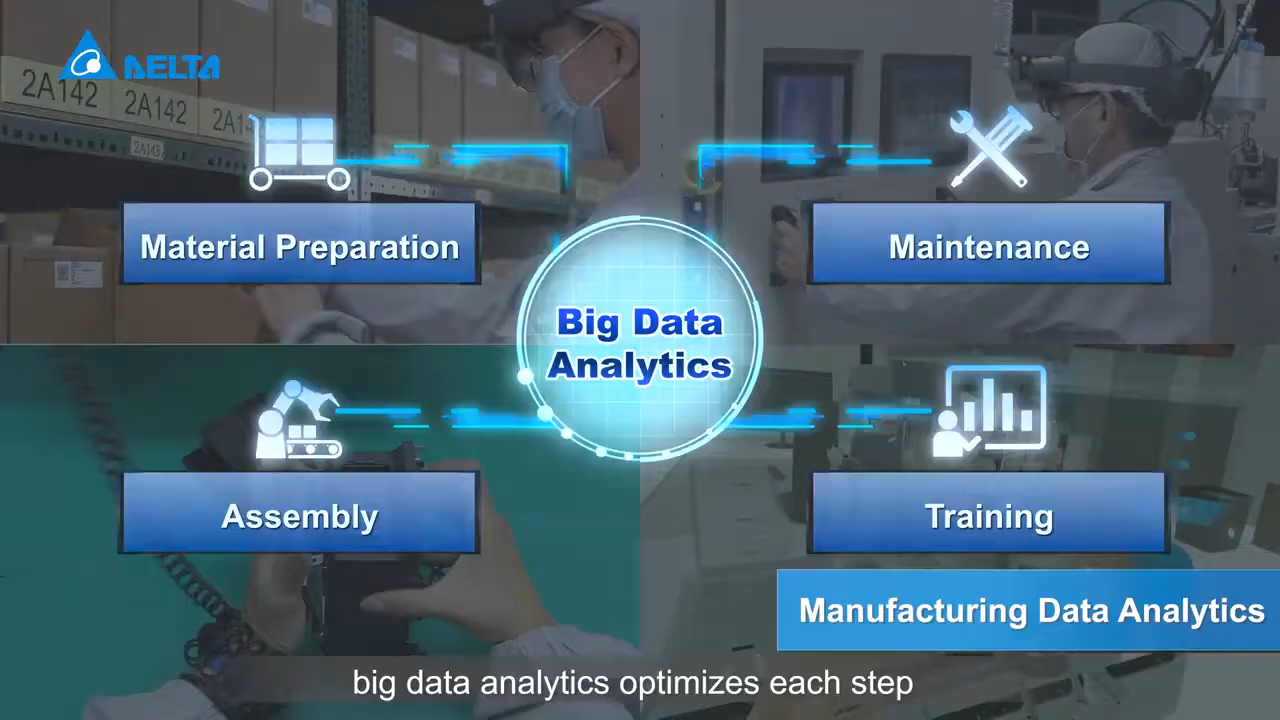 DELTA
2A142
2A142
2A14
2A143
Material Preparation
Maintenance
Big Data
Analytics
Assembly
Training
Manufacturing Data Analytics
big data analytics optimizes each step